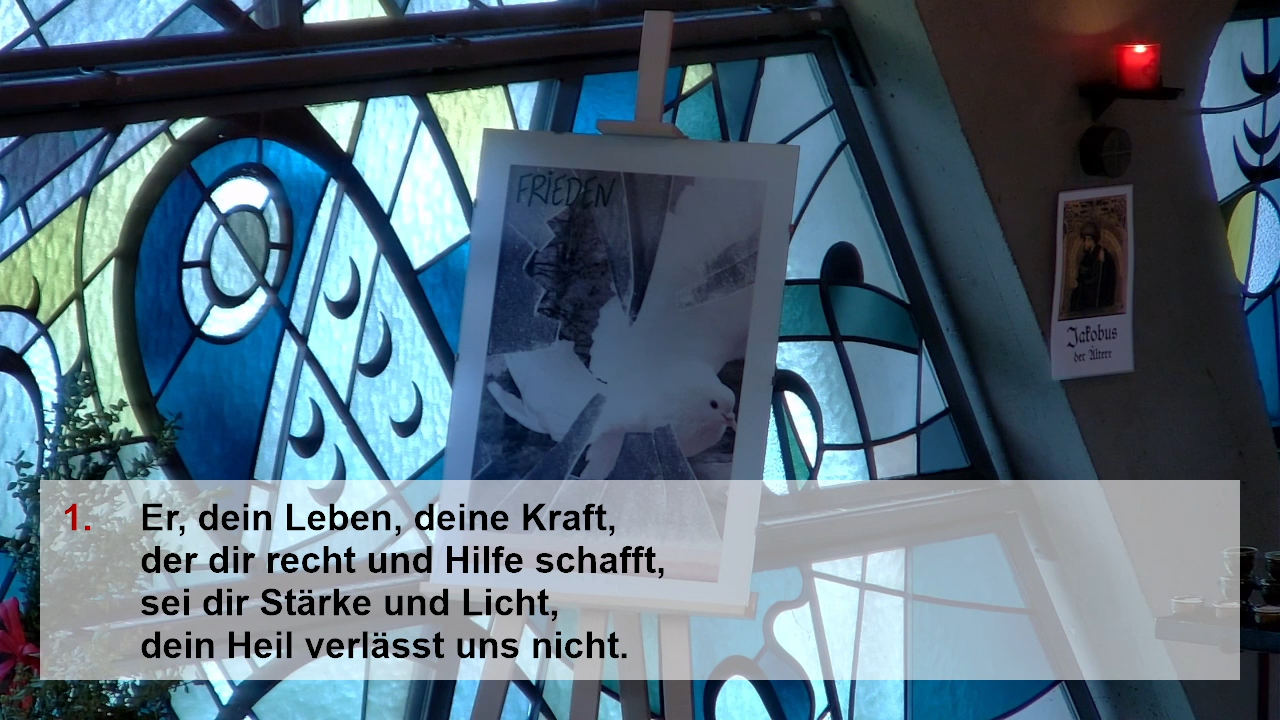 FRIEDEN
Jakobus
der Ältere
1. Er, dein Leben, deine Kraft,
der dir recht und Hilfe schafft,
sei dir Stärke und Licht,
dein Heil verlässt uns nicht.